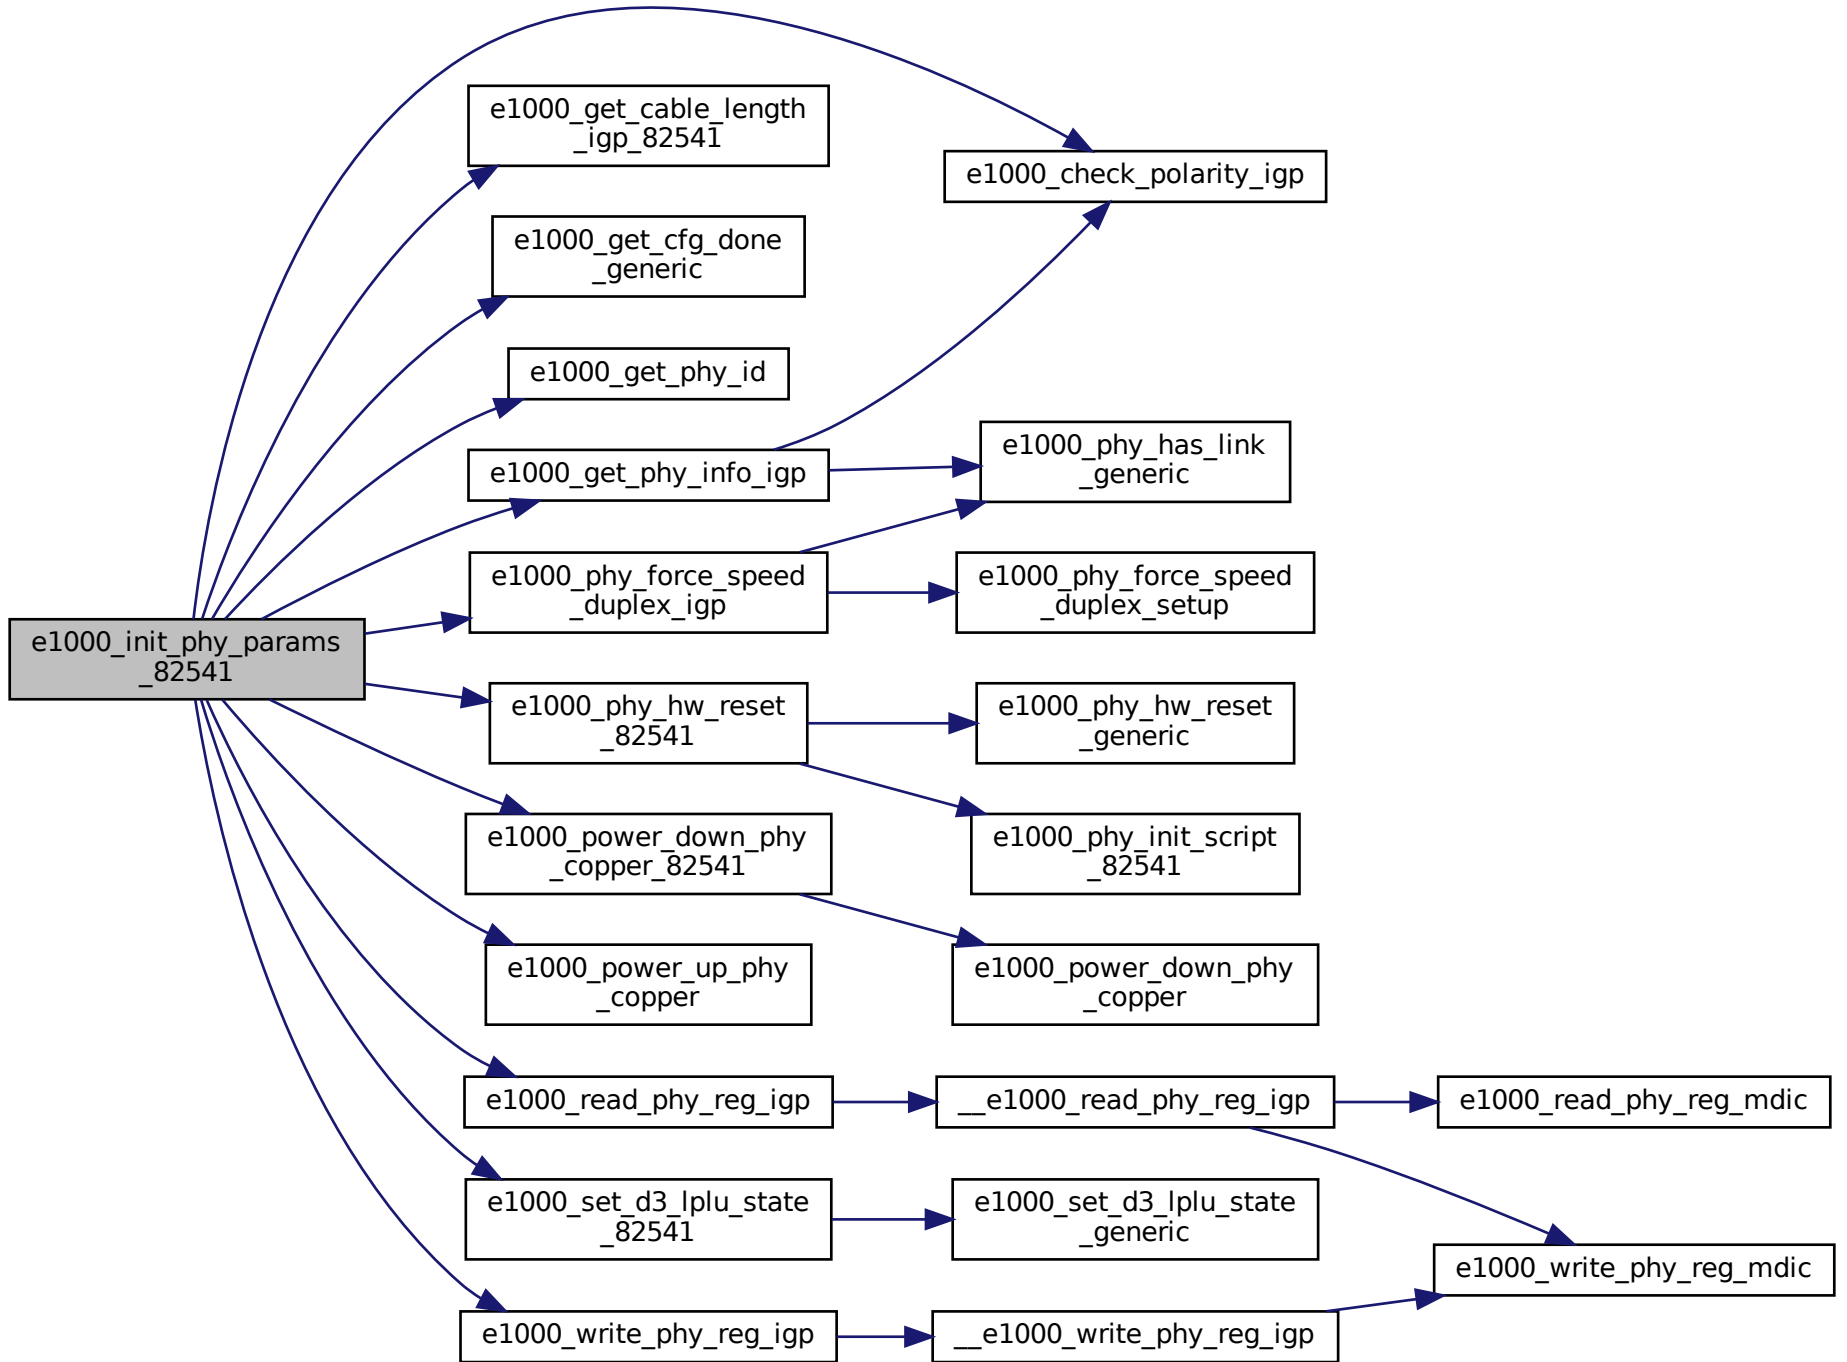 e1000_init_phy_params
_82541
e1000_get_cable_length
_igp_82541
e1000_get_cfg_done
_generic
e1000_get_phy_id
e1000_get_phy_info_igp
e1000_phy_force_speed
_duplex_igp
e1000_phy_hw_reset
_82541
e1000_power_down_phy
_copper_82541
e1000_power_up_phy
_copper
e1000_read_phy_reg_igp
e1000_set_d3_lplu_state
_82541
e1000_write_phy_reg_igp
e1000_check_polarity_igp
e1000_phy_has_link
_generic
e1000_phy_force_speed
_duplex_setup
e1000_phy_hw_reset
_generic
e1000_phy_init_script
_82541
e1000_power_down_phy
_copper
__e1000_read_phy_reg_igp
e1000_set_d3_lplu_state
_generic
__e1000_write_phy_reg_igp
e1000_read_phy_reg_mdic
e1000_write_phy_reg_mdic